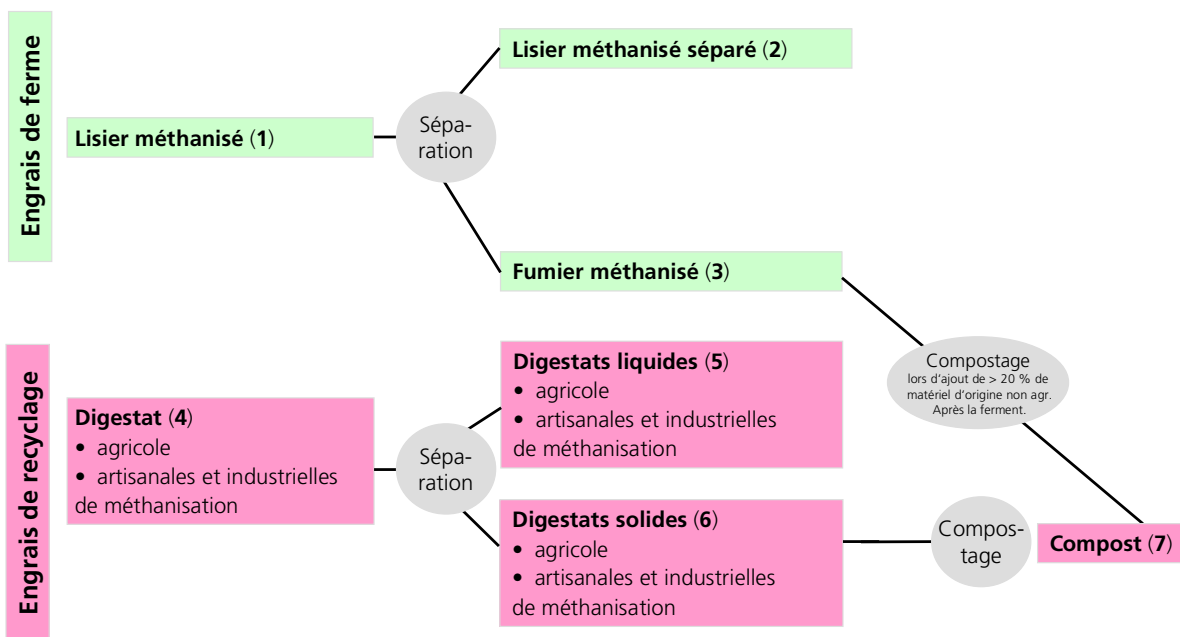 Engrais de ferme
Lisier méthanisé (1)
Sépa-
ration
Lisier méthanisé séparé (2)
Fumier méthanisé (3)
Compostage
lors d'ajout de > 20 % de
matériel d'origine non agr.
Après la ferment.
Engrais de recyclage
Digestat (4)
• agricole
• artisanales et industrielles
de méthanisation
Sépa-
ration
Digestats liquides (5)
• agricole
• artisanales et industrielles
de méthanisation
Digestats solides (6)
• agricole
• artisanales et industrielles
de méthanisation
Compos-
tage
Compost (7)